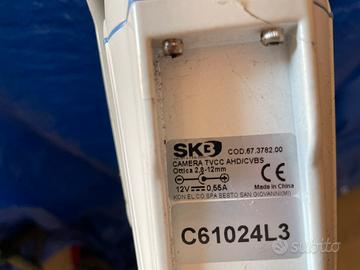 SKB COD.67.3782.00
CAMERA TVCC AHD/CVBS
Ottica 2,8-12mm
12V 0,55A
Made in China
KON.EL.CO SPA SESTO SAN GIOVANNI(MI)
C61024L3
subito